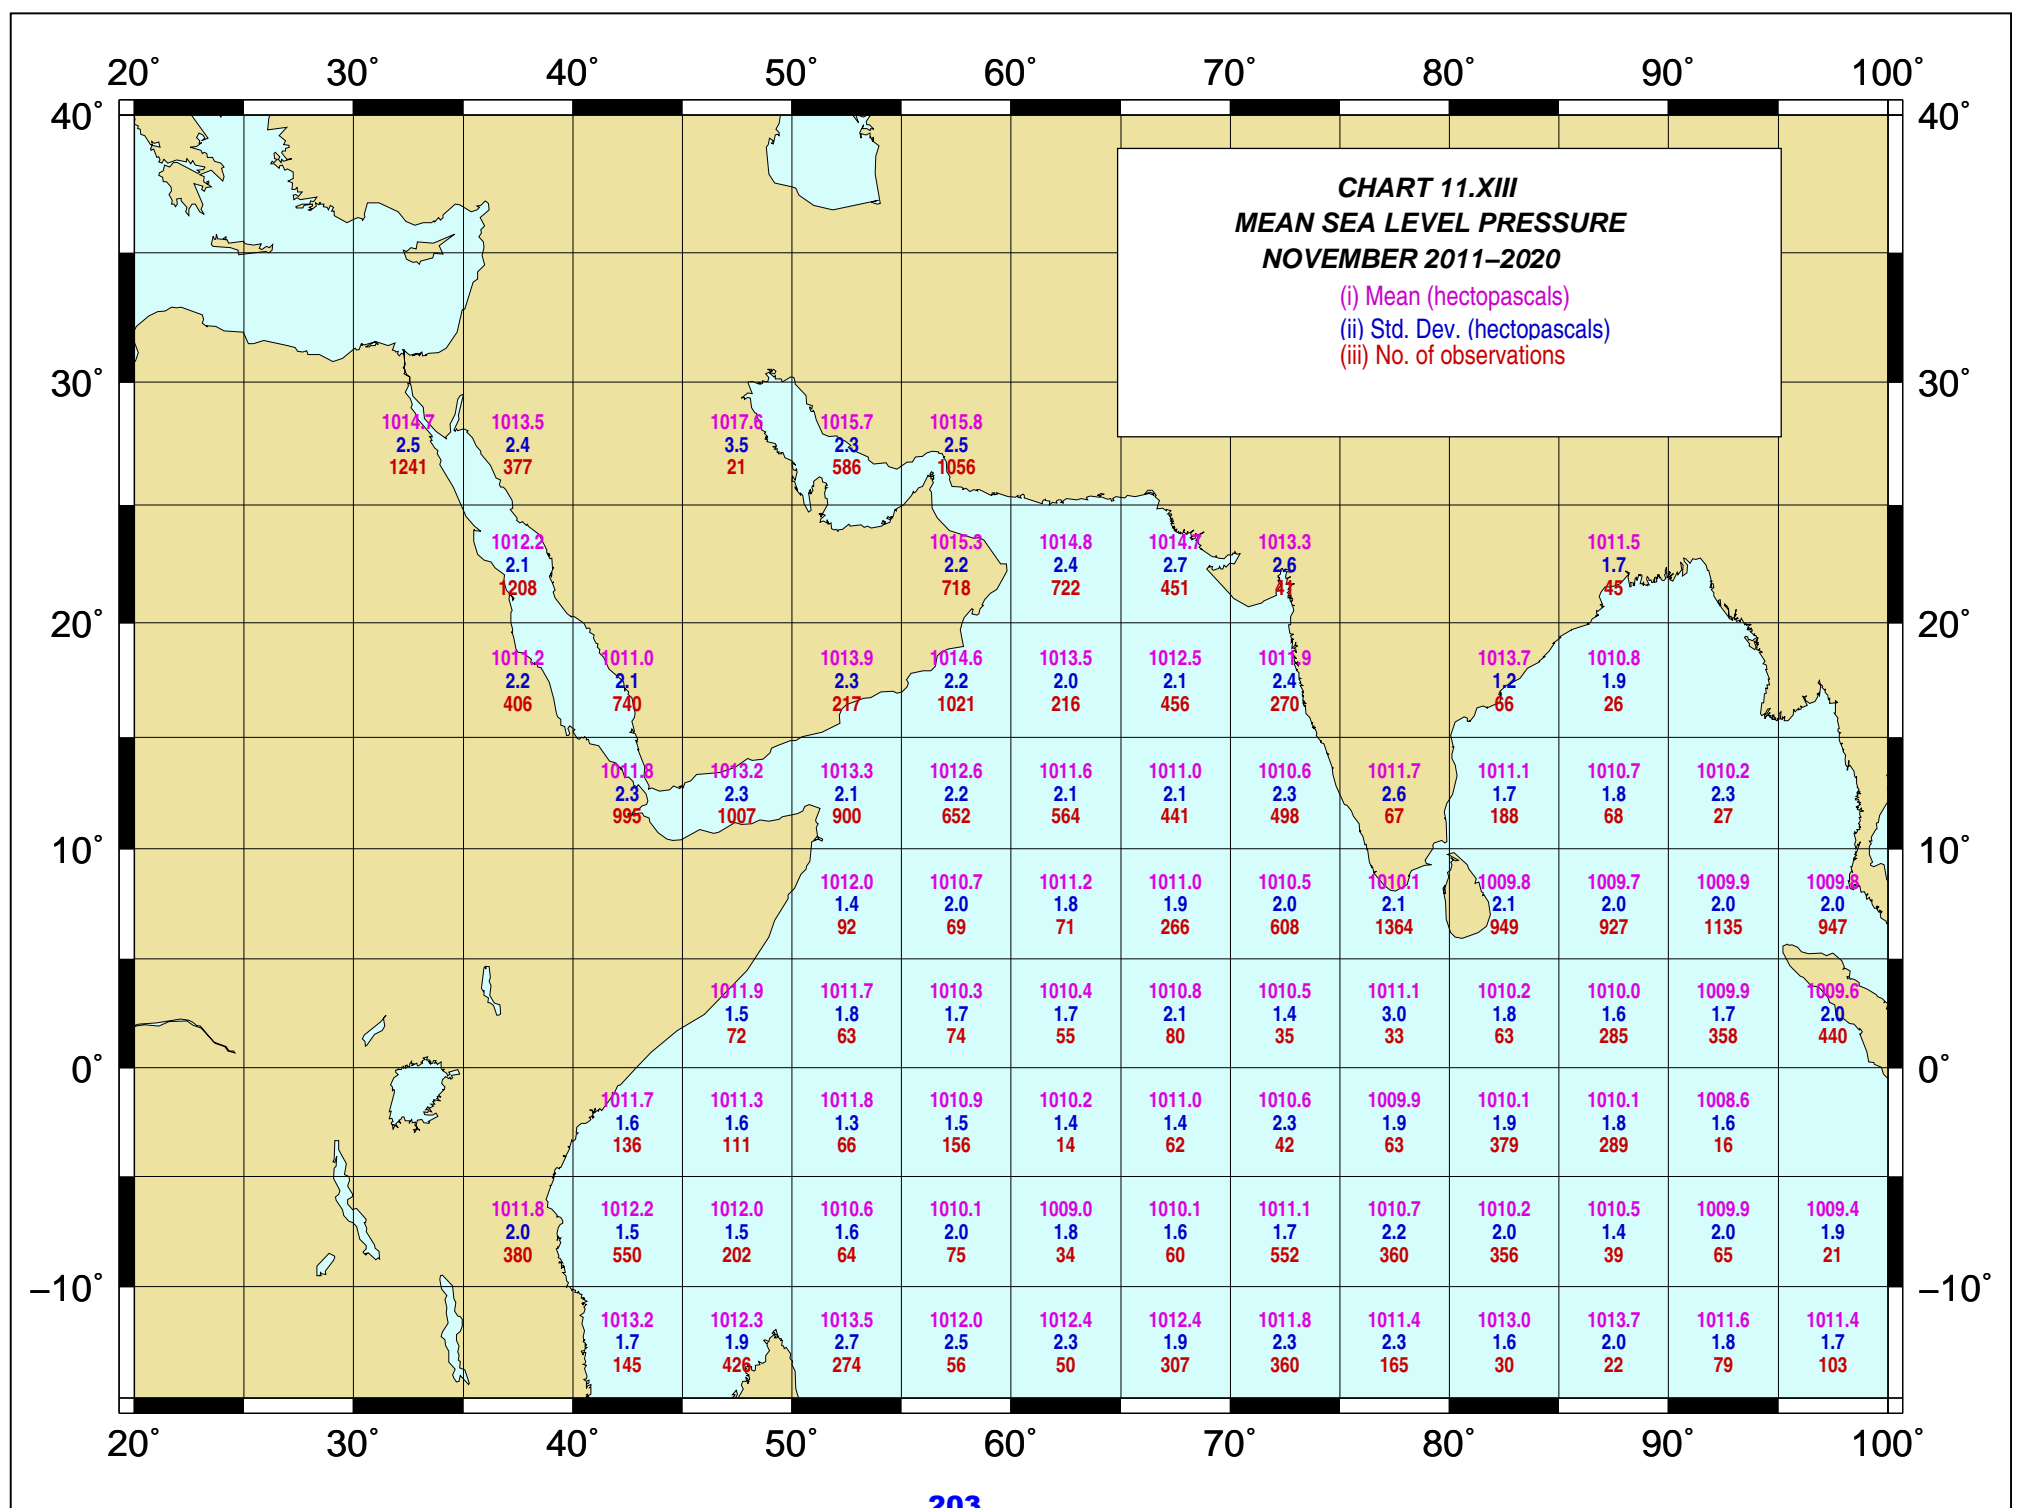 20° 30° 40° 50° 60° 70° 80° 90° 100°
40° 40°
CHART 11.XIII
MEAN SEA LEVEL PRESSURE
NOVEMBER 2011–2020
(i) Mean (hectopascals)
(ii) Std. Dev. (hectopascals)
(iii) No. of observations
30° 30°
1014.7 1013.5 1017.6 1015.7 1015.8
2.5 2.4 3.5 2.3 2.5
1241 377 21 586 1056
1012.2 1015.3 1014.8 1014.7 1013.3 1011.5
2.1 2.2 2.4 2.7 2.6 1.7
1208 718 722 451 41 45
20° 20°
1011.2 1011.0 1013.9 1014.6 1013.5 1012.5 1011.9 1013.7 1010.8
2.2 2.1 2.3 2.2 2.0 2.1 2.4 1.2 1.9
406 740 217 1021 216 456 270 66 26
1011.8 1013.2 1013.3 1012.6 1011.6 1011.0 1010.6 1011.7 1011.1 1010.7 1010.2
2.3 2.3 2.1 2.2 2.1 2.1 2.3 2.6 1.7 1.8 2.3
995 1007 900 652 564 441 498 67 188 68 27
10° 10°
1012.0 1010.7 1011.2 1011.0 1010.5 1010.1 1009.8 1009.7 1009.9 1009.8
1.4 2.0 1.8 1.9 2.0 2.1 2.1 2.0 2.0 2.0
92 69 71 266 608 1364 949 927 1135 947
1011.9 1011.7 1010.3 1010.4 1010.8 1010.5 1011.1 1010.2 1010.0 1009.9 1009.6
1.5 1.8 1.7 1.7 2.1 1.4 3.0 1.8 1.6 1.7 2.0
72 63 74 55 80 35 33 63 285 358 440
0° 0°
1011.7 1011.3 1011.8 1010.9 1010.2 1011.0 1010.6 1009.9 1010.1 1010.1 1008.6
1.6 1.6 1.3 1.5 1.4 1.4 2.3 1.9 1.9 1.8 1.6
136 111 66 156 14 62 42 63 379 289 16
1011.8 1012.2 1012.0 1010.6 1010.1 1009.0 1010.1 1011.1 1010.7 1010.2 1010.5 1009.9 1009.4
2.0 1.5 1.5 1.6 2.0 1.8 1.6 1.7 2.2 2.0 1.4 2.0 1.9
380 550 202 64 75 34 60 552 360 356 39 65 21
–10° –10°
1013.2 1012.3 1013.5 1012.0 1012.4 1012.4 1011.8 1011.4 1013.0 1013.7 1011.6 1011.4
1.7 1.9 2.7 2.5 2.3 1.9 2.3 2.3 1.6 2.0 1.8 1.7
145 426 274 56 50 307 360 165 30 22 79 103
20° 30° 40° 50° 60° 70° 80° 90° 100°
203